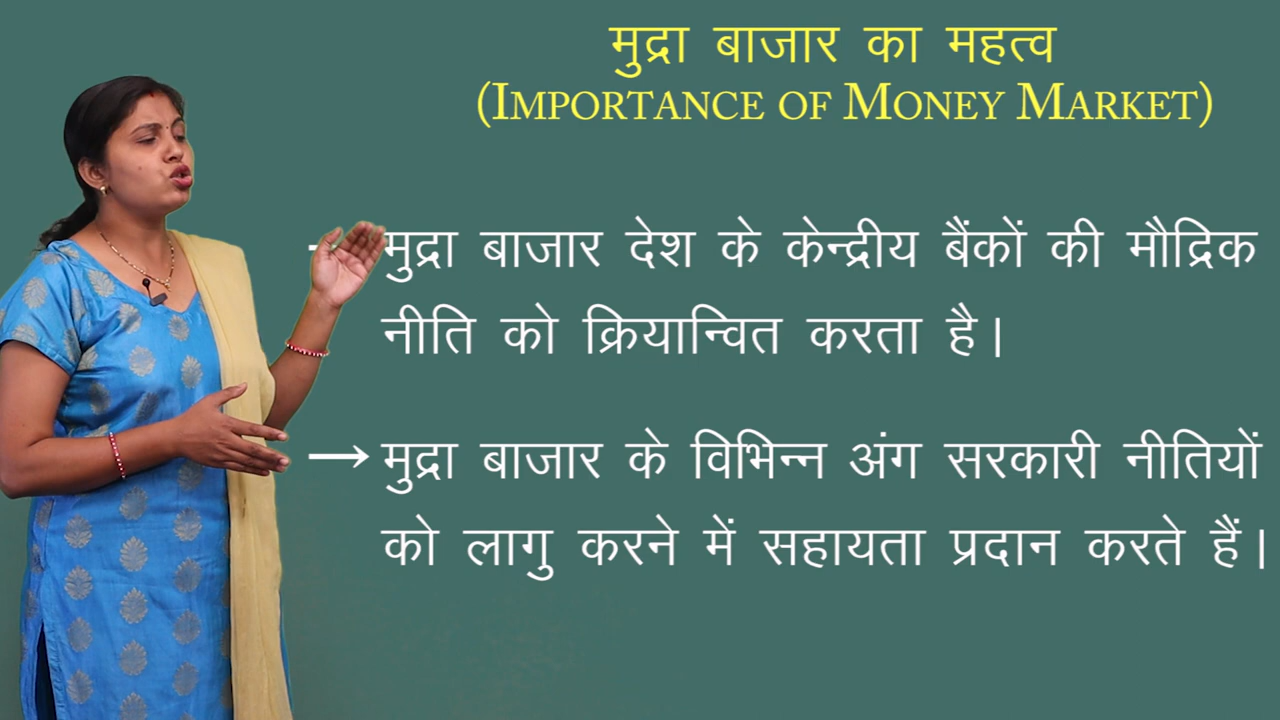 मुद्रा बाजार का महत्व
(IMPORTANCE OF MONEY MARKET)
मुद्रा बाजार देश के केन्द्रीय बैंकों की मौद्रिक
नीति को क्रियान्वित करता है।
→ मुद्रा बाजार के विभिन्न अंग सरकारी नीतियों
को लागु करने में सहायता प्रदान करते हैं।